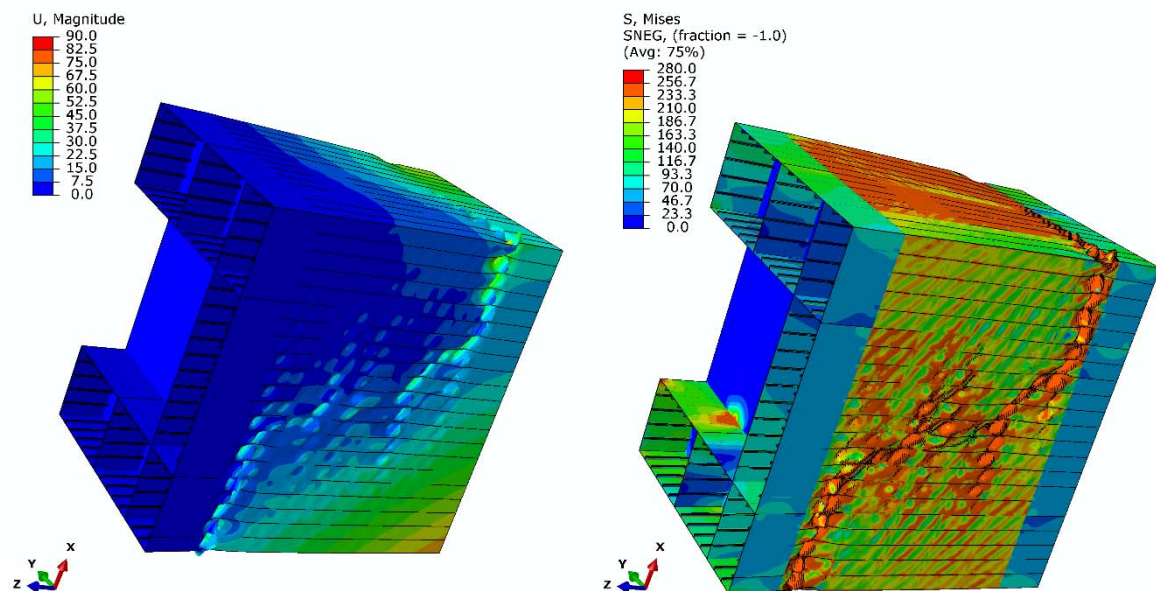 U, Magnitude
90.0
82.5
75.0
67.5
60.0
52.5
45.0
37.5
30.0
22.5
15.0
7.5
0.0
Y
X
Z
S, Mises
SNEG, (fraction = -1.0)
(Avg: 75%)
280.0
256.7
233.3
210.0
186.7
163.3
140.0
116.7
93.3
70.0
46.7
23.3
0.0
Y
X
Z